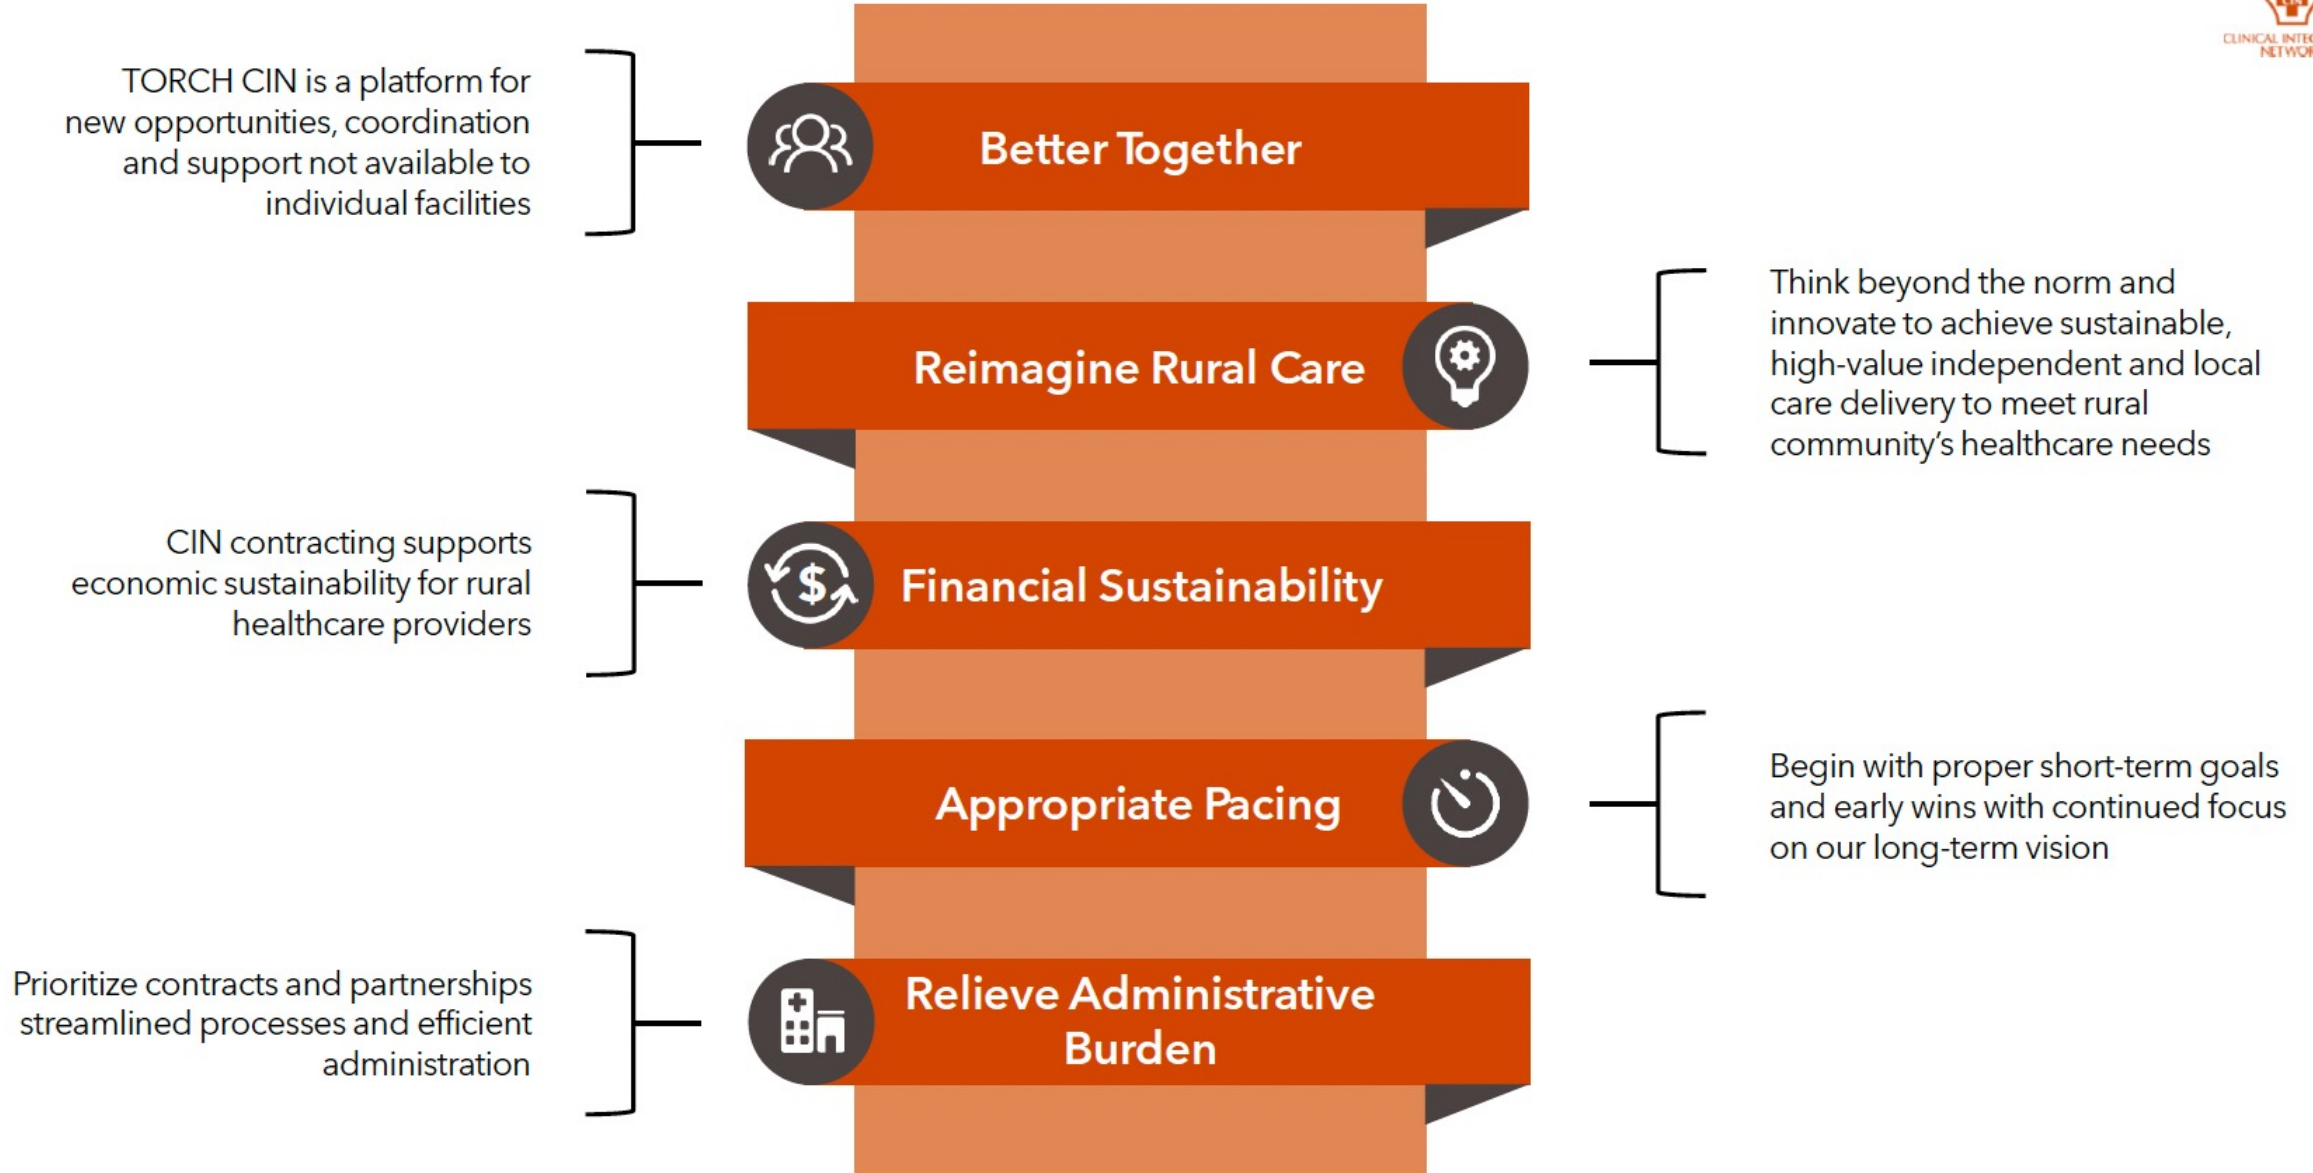 CIN
CLINICAL
NETWOR
TORCH CIN is a platform for
new opportunities, coordination
and support not available to
individual facilities
Better Together
Reimagine Rural Care
Think beyond the norm and
innovate to achieve sustainable,
high-value independent and local
care delivery to meet rural
community’s healthcare needs
CIN contracting supports
economic sustainability for rural
healthcare providers
$ Financial Sustainability
Appropriate Pacing
Begin with proper short-term goals
and early wins with continued focus
on our long-term vision
Prioritize contracts and partnerships
streamlined processes and efficient
administration
Relieve Administrative
Burden